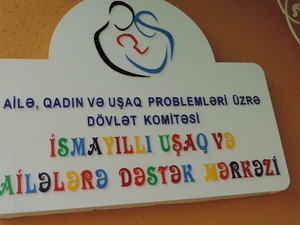 AİLƏ, QADIN VƏ UŞAQ PROBLEMLƏRİ ÜZRƏ
DÖVLƏT KOMİTƏSİ
İSMAYILLI UŞAQ VƏ
AİLƏLƏRƏ DƏSTƏK MƏRKƏZİ